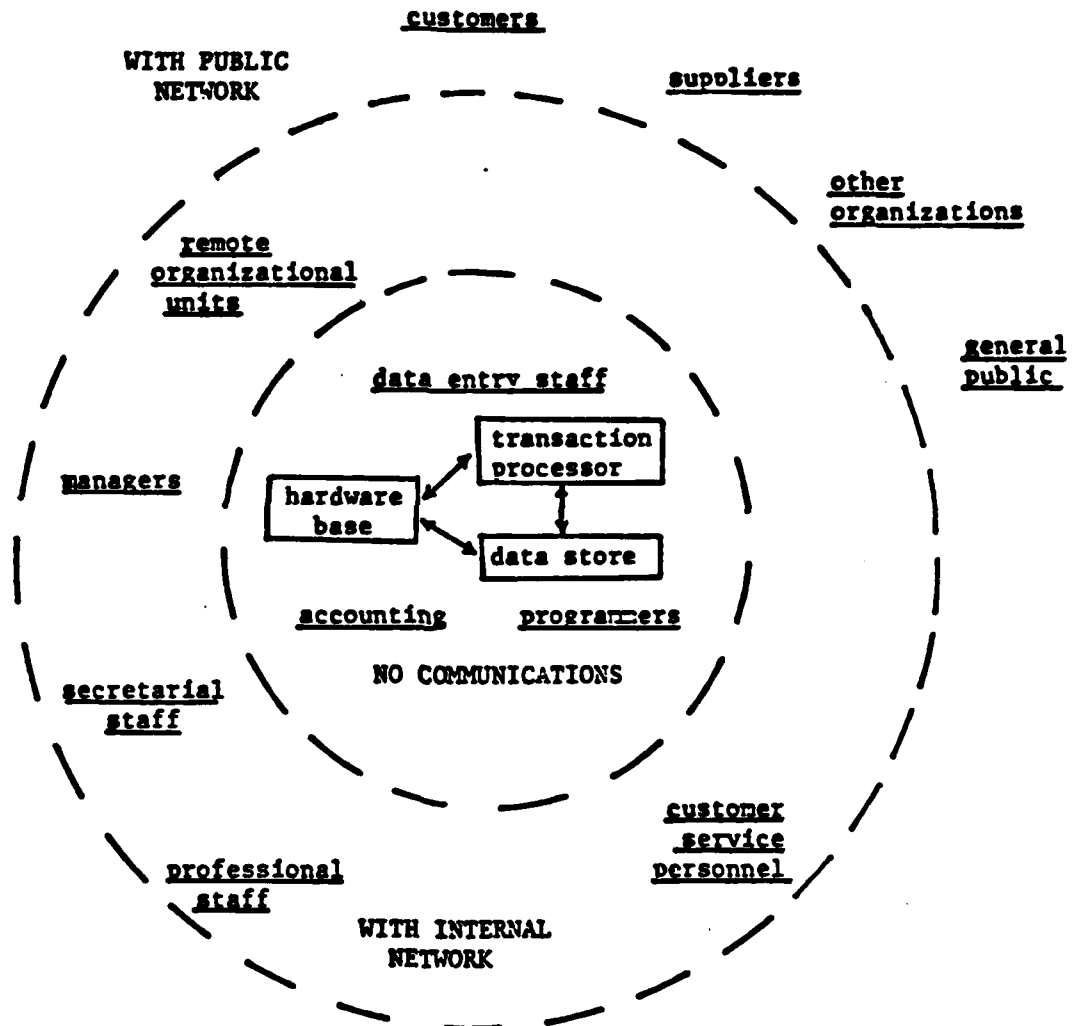 customers
WITH PUBLIC
NETWORK
suppliers
other
organizations
remote
organizational
units
general
public
data entry staff
transaction
processor
managers
hardware
base
data store
accounting
programmers
NO COMMUNICATIONS
secretarial
staff
customer
service
personnel
professional
staff
WITH INTERNAL
NETWORK